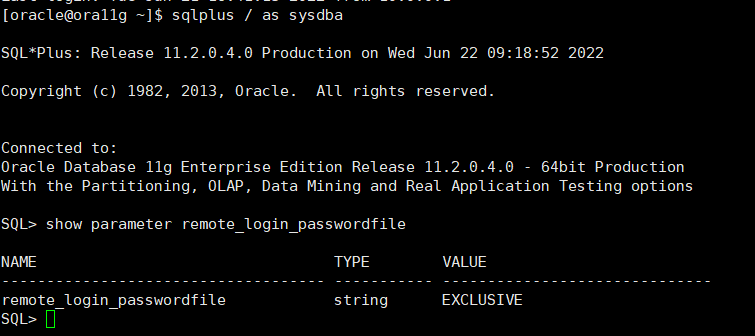 [oracle@ora11g ~]$ sqlplus / as sysdba
SQL*Plus: Release 11.2.0.4.0 Production on Wed Jun 22 09:18:52 2022
Copyright (c) 1982, 2013, Oracle.  All rights reserved.
Connected to:
Oracle Database 11g Enterprise Edition Release 11.2.0.4.0 - 64bit Production
With the Partitioning, OLAP, Data Mining and Real Application Testing options
SQL> show parameter remote_login_passwordfile
NAME                                 TYPE        VALUE
------------------------------------ ----------- ------------------------------
remote_login_passwordfile            string      EXCLUSIVE
SQL>